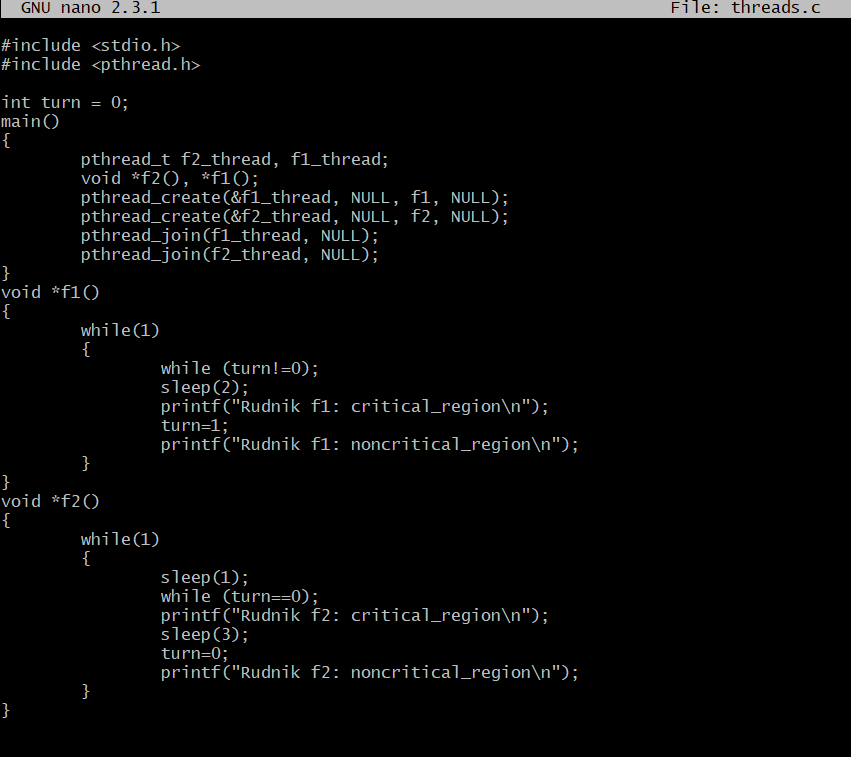 GNU nano 2.3.1 File: threads.c
#include <stdio.h>
#include <pthread.h>
int turn = 0;
main()
{
        pthread_t f2_thread, f1_thread;
        void *f2(), *f1();
        pthread_create(&f1_thread, NULL, f1, NULL);
        pthread_create(&f2_thread, NULL, f2, NULL);
        pthread_join(f1_thread, NULL);
        pthread_join(f2_thread, NULL);
}
void *f1()
{
        while(1)
        {
                while (turn!=0);
                sleep(2);
                printf("Rudnik f1: critical_region\n");
                turn=1;
                printf("Rudnik f1: noncritical_region\n");
        }
}
void *f2()
{
        while(1)
        {
                sleep(1);
                while (turn==0);
                printf("Rudnik f2: critical_region\n");
                sleep(3);
                turn=0;
                printf("Rudnik f2: noncritical_region\n");
        }
}